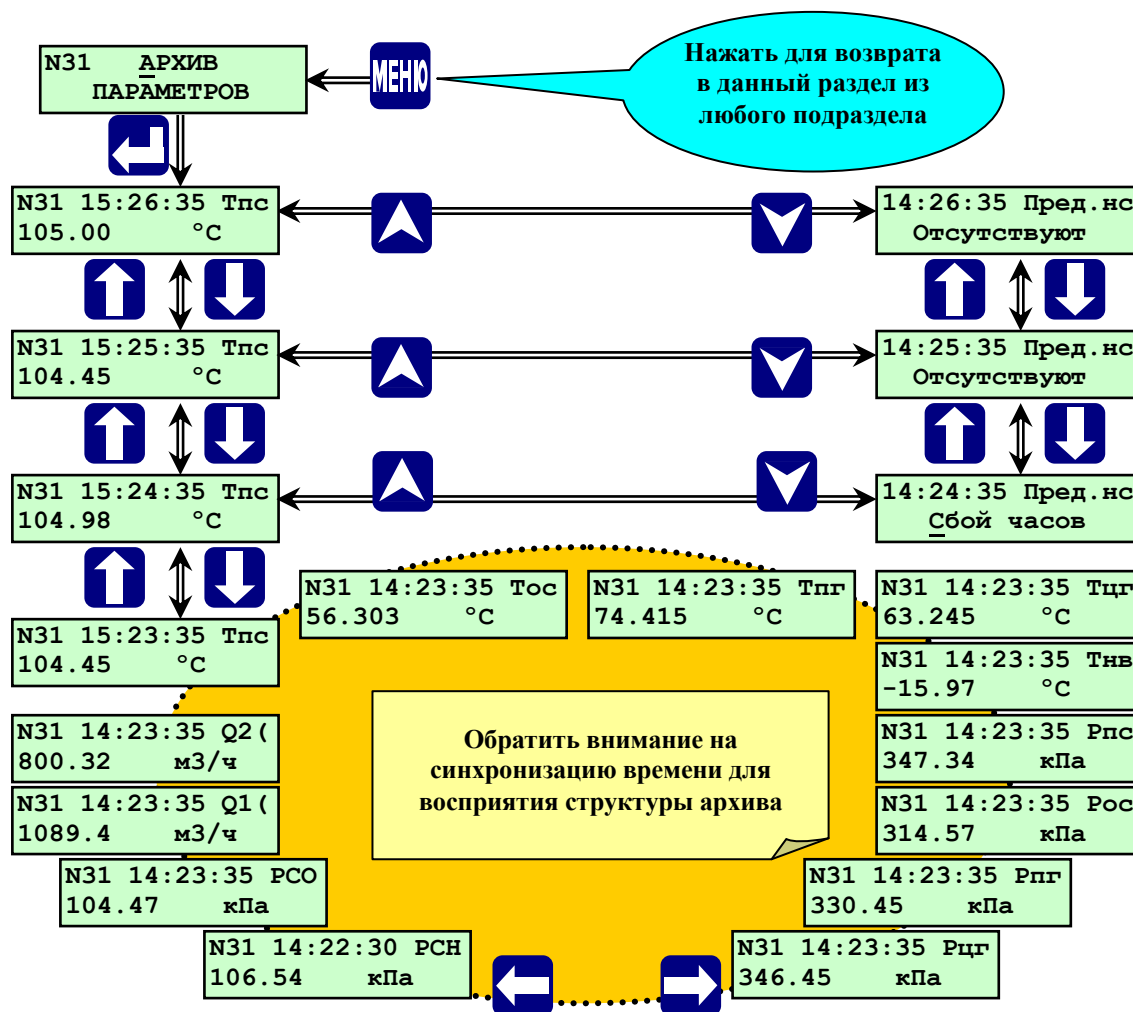 N31 АРХИВ
ПАРАМЕТРОВ
МЕНЮ
Нажать для возврата
в данный раздел из
любого подраздела
N31 15:26:35 Тпс
105.00 °С
14:26:35 Пред.нс
Отсутствуют
N31 15:25:35 Тпс
104.45 °С
14:25:35 Пред.нс
Отсутствуют
N31 15:24:35 Тпс
104.98 °С
14:24:35 Пред.нс
Сбой часов
N31 15:23:35 Тпс
104.45 °С
N31 14:23:35 Тос
56.303 °С
N31 14:23:35 Тпг
74.415 °С
N31 14:23:35 Тцг
63.245 °С
N31 14:23:35 Тнв
-15.97 °С
N31 14:23:35 Q2(
800.32 м3/ч
Обратить внимание на
синхронизацию времени для
восприятия структуры архива
N31 14:23:35 Рпс
347.34 кПа
N31 14:23:35 Q1(
1089.4 м3/ч
N31 14:23:35 Рос
314.57 кПа
N31 14:23:35 РСО
104.47 кПа
N31 14:23:35 Рпг
330.45 кПа
N31 14:22:30 РСН
106.54 кПа
N31 14:23:35 Рцг
346.45 кПа